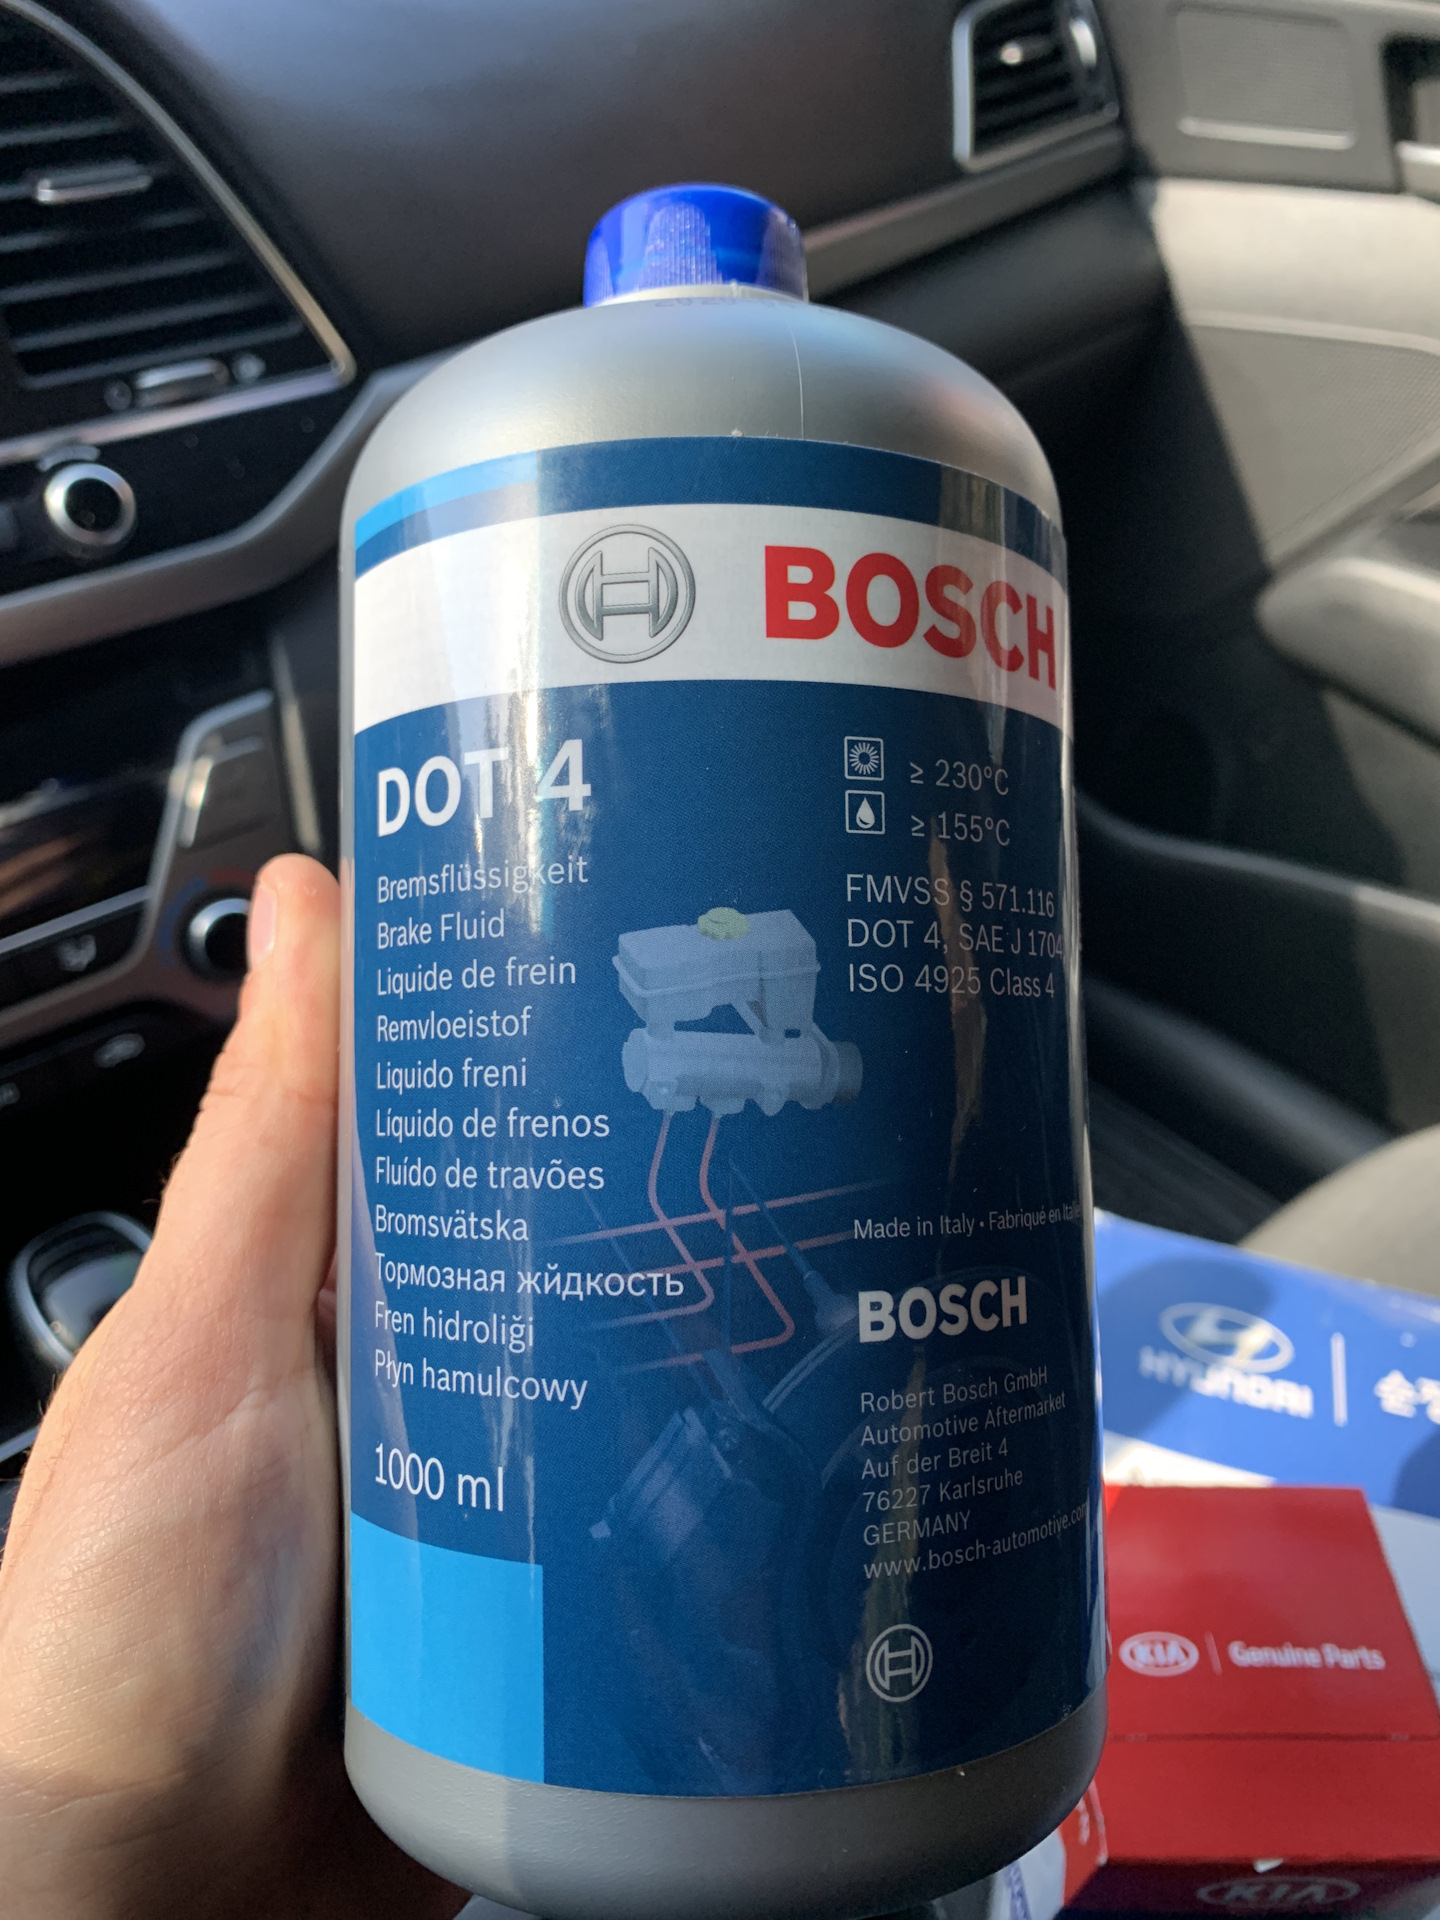 BOSCH
DOT 4
Bremsflüssigkeit
Brake Fluid
Liquide de frein
Remvloeistof
Liquido freni
Líquido de frenos
Fluído de travões
Bromsvätska
Тормозная жйдкость
Fren hidroliği
Płyn hamulcowy
1000 ml
≥ 230°C
≥ 155°C
FMVSS § 571.116
DOT 4, SAE J 1704
ISO 4925 Class 4
Made in Italy • Fabriqué en Italie
BOSCH
Robert Bosch GmbH
Automotive Aftermarket
Auf der Breit 4
76227 Karlsruhe
GERMANY
www.bosch-automotive.com
HYUNDAI
KIA Genuine Parts
KIA